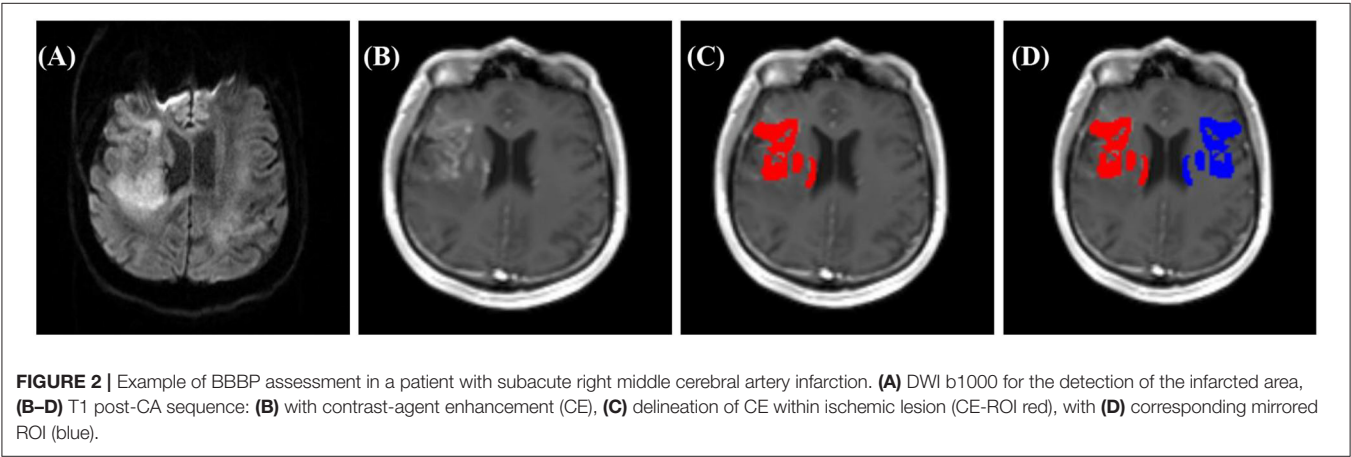 (A)
(B)
(C)
(D)
FIGURE 2 | Example of BBBP assessment in a patient with subacute right middle cerebral artery infarction. (A) DWI b1000 for the detection of the infarcted area,
(B–D) T1 post-CA sequence: (B) with contrast-agent enhancement (CE), (C) delineation of CE within ischemic lesion (CE-ROI red), with (D) corresponding mirrored
ROI (blue).